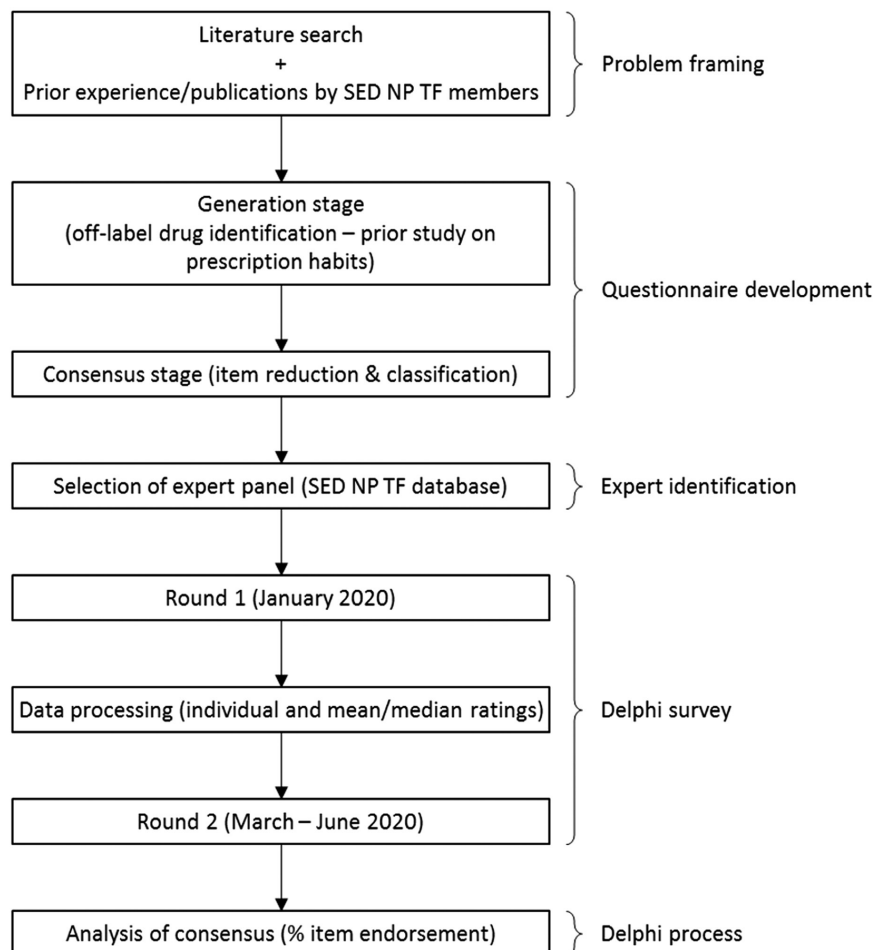 Literature search
+
Prior experience/publications by SED NP TF members
Problem framing
Generation stage
(off-label drug identification – prior study on
prescription habits)
Questionnaire development
Consensus stage (item reduction & classification)
Selection of expert panel (SED NP TF database)
Expert identification
Round 1 (January 2020)
Data processing (individual and mean/median ratings)
Delphi survey
Round 2 (March – June 2020)
Analysis of consensus (% item endorsement)
Delphi process